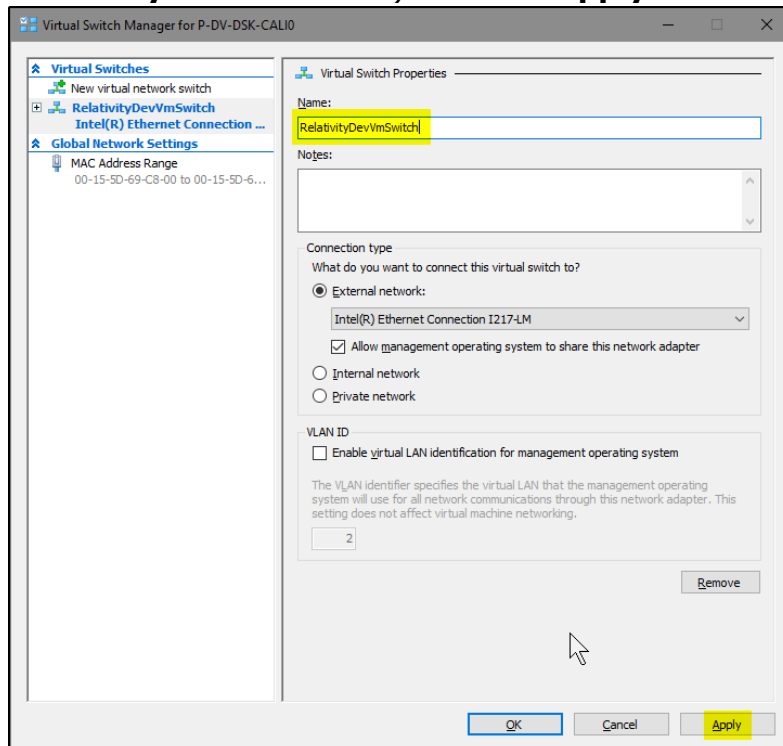 Virtual Switch Manager for P-DV-DSK-CALI0
Virtual Switches
New virtual network switch
RelativityDevVmSwitch
Intel(R) Ethernet Connection ...
Global Network Settings
MAC Address Range
00-15-5D-69-C8-00 to 00-15-5D-6...
Virtual Switch Properties
Name:
RelativityDevVmSwitch
Notes:
Connection type
What do you want to connect this virtual switch to?
External network:
Intel(R) Ethernet Connection I217-LM
Allow management operating system to share this network adapter
Internal network
Private network
VLAN ID
Enable virtual LAN identification for management operating system
The VLAN identifier specifies the virtual LAN that the management operating
system will use for all network communications through this network adapter. This
setting does not affect virtual machine networking.
2
Remove
OK
Cancel
Apply